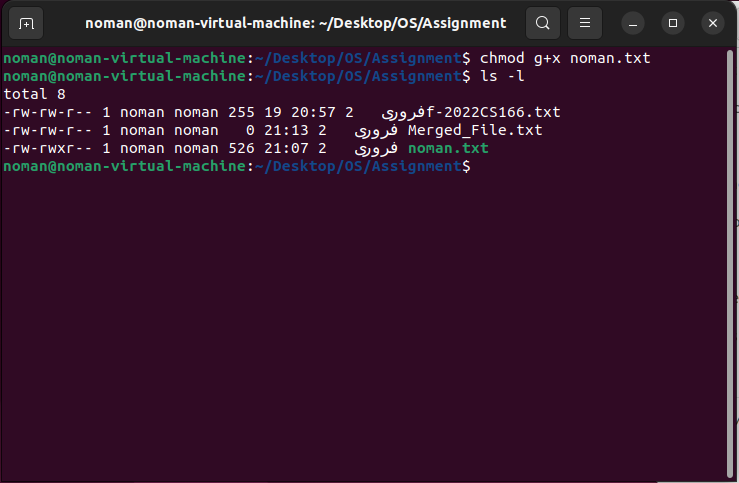 noman@noman-virtual-machine: ~/Desktop/OS/Assignment
noman@noman-virtual-machine:~/Desktop/OS/Assignment$ chmod g+x noman.txt
noman@noman-virtual-machine:~/Desktop/OS/Assignment$ ls -l
total 8
-rw-rw-r-- 1 noman noman 255 19 20:57 2 فروری f-2022CS166.txt
-rw-rw-r-- 1 noman noman 0 21:13 2 فروری Merged_File.txt
-rw-rwxr-- 1 noman noman 526 21:07 2 فروری noman.txt
noman@noman-virtual-machine:~/Desktop/OS/Assignment$